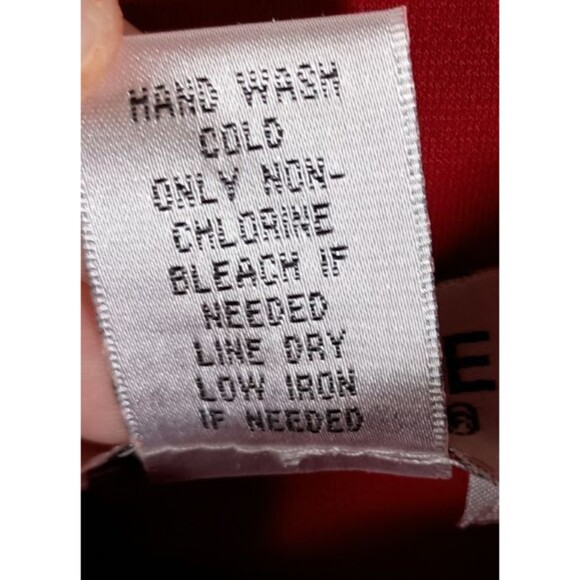 HAND WASH
COLD
ONLY NON-
CHLORINE
BLEACH IF
NEEDED
LINE DRY
LOW IRON
IF NEEDED
E
®